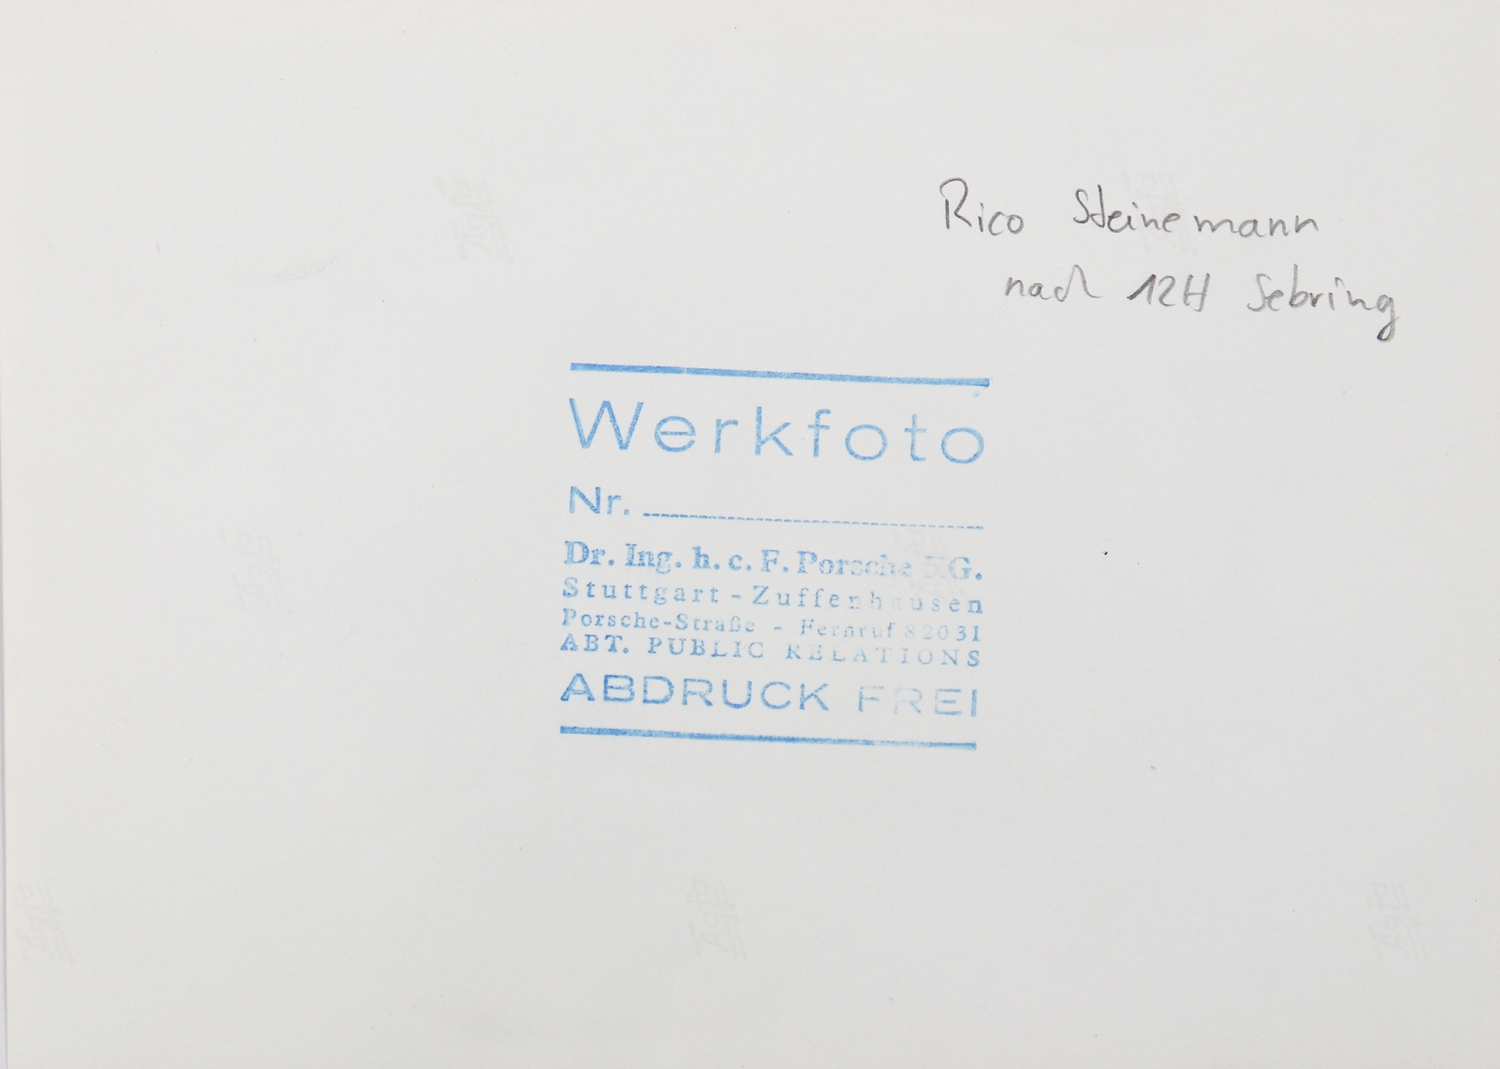 Rico Steinemann
nach 12H Sebring
Werkfoto
Nr.
Dr. Ing. h. c. F. Porsche KG.
Stuttgart - Zuffenhausen
Porsche-Straße - Fernruf 82031
ABT. PUBLIC RELATIONS
ABDRUCK FREI